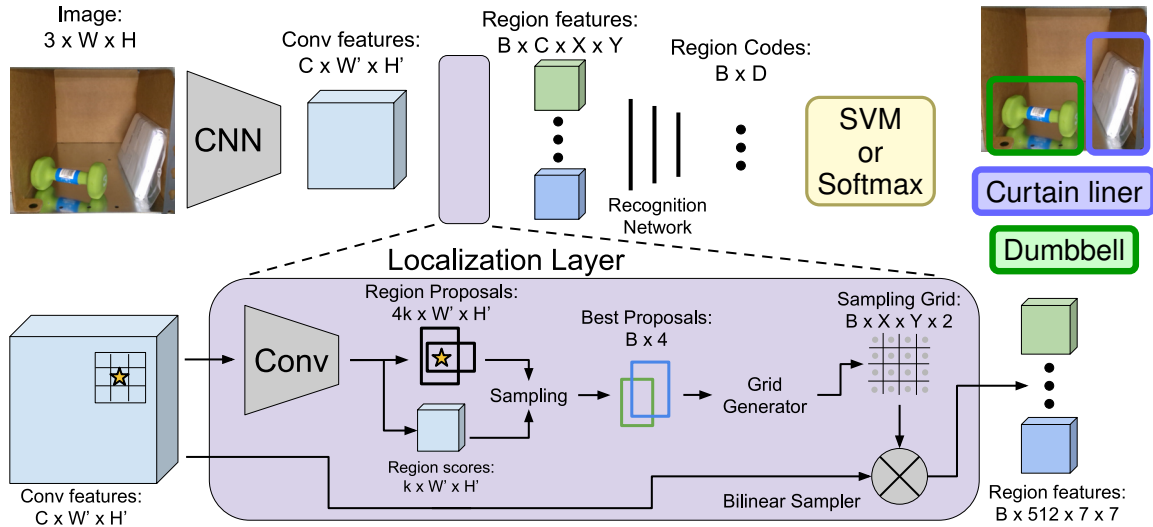 Image:
3 x W x H
Conv features:
C x W' x H'
Region features:
B x C x X x Y
Region Codes:
B x D
CNN
SVM
or
Softmax
Recognition
Network
Curtain liner
Dumbbell
Localization Layer
Region Proposals:
4k x W' x H'
Conv
Sampling
Region scores:
k x W' x H'
Best Proposals:
B x 4
Grid
Generator
Sampling Grid:
B x X x Y x 2
Bilinear Sampler
Conv features:
C x W' x H'
Region features:
B x 512 x 7 x 7